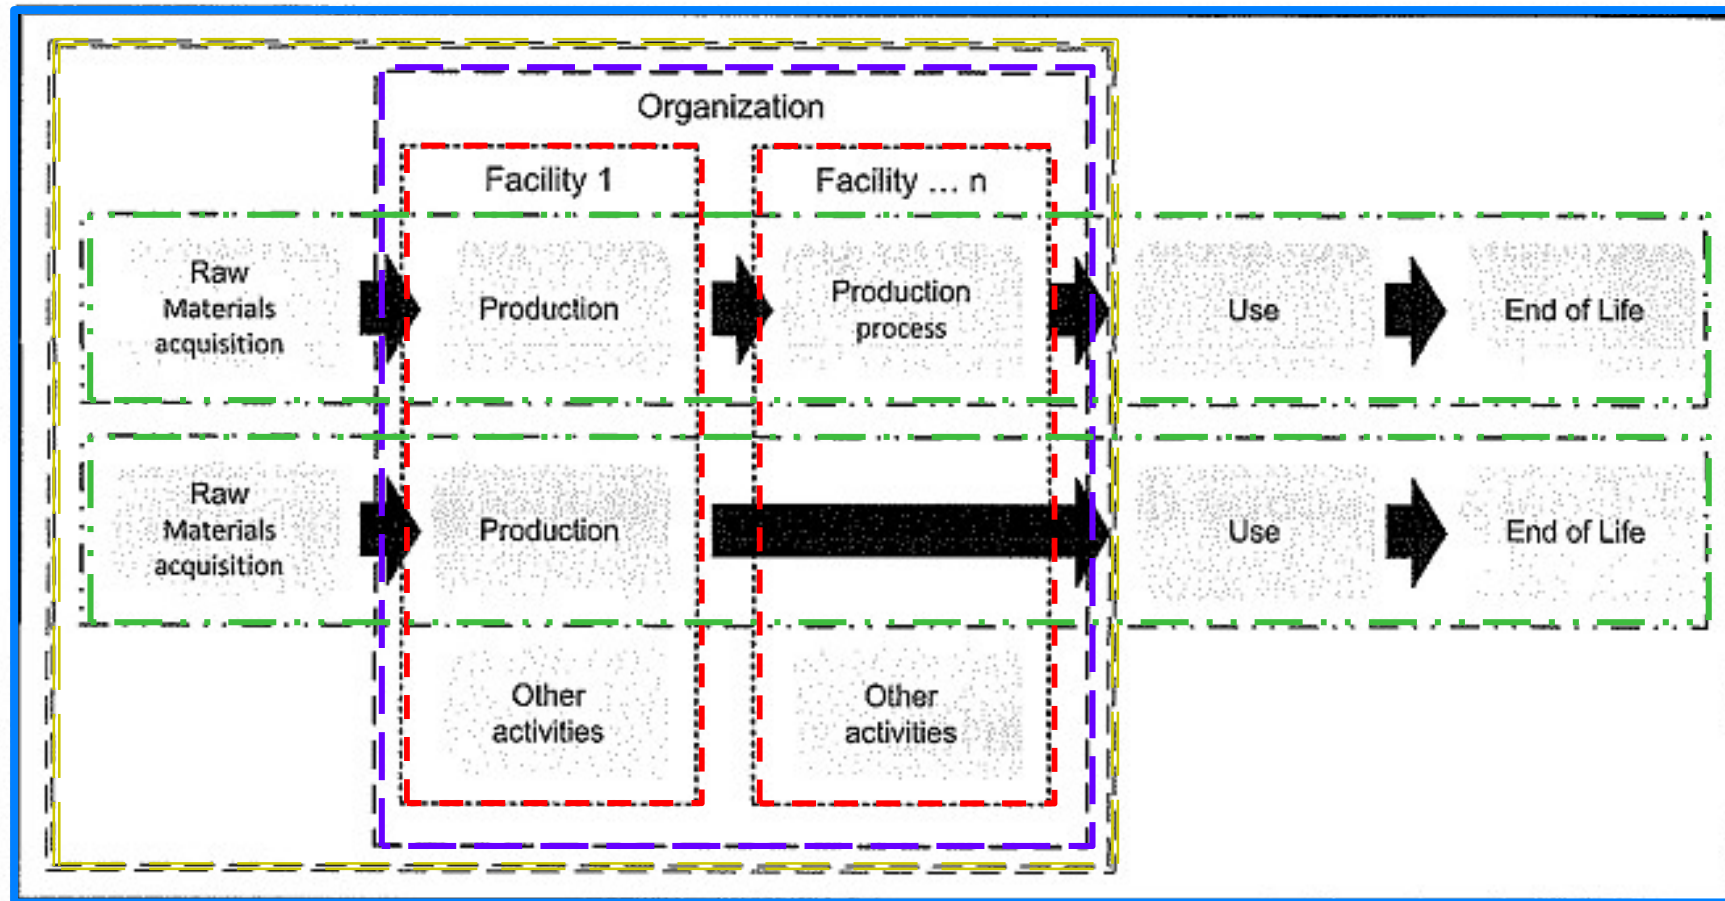 Organization
Facility 1
Facility ... n
Raw
Materials
acquisition
Production
Production
process
Use
End of Life
Raw
Materials
acquisition
Production
Use
End of Life
Other
activities
Other
activities